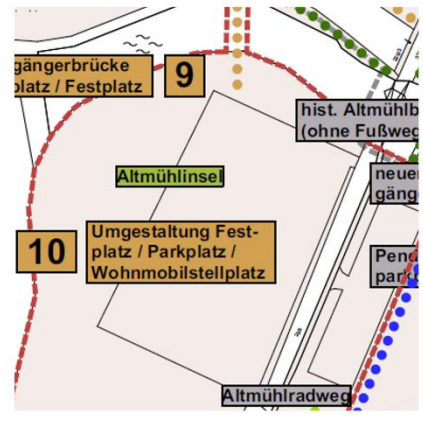 gängerbrücke
platz / Festplatz
9
hist. Altmühlb
(ohne Fußweg
Altmühlinsel
neue
gäng
10
Umgestaltung Fest-
platz / Parkplatz /
Wohnmobilstellplatz
Pend
park
Altmühlradweg